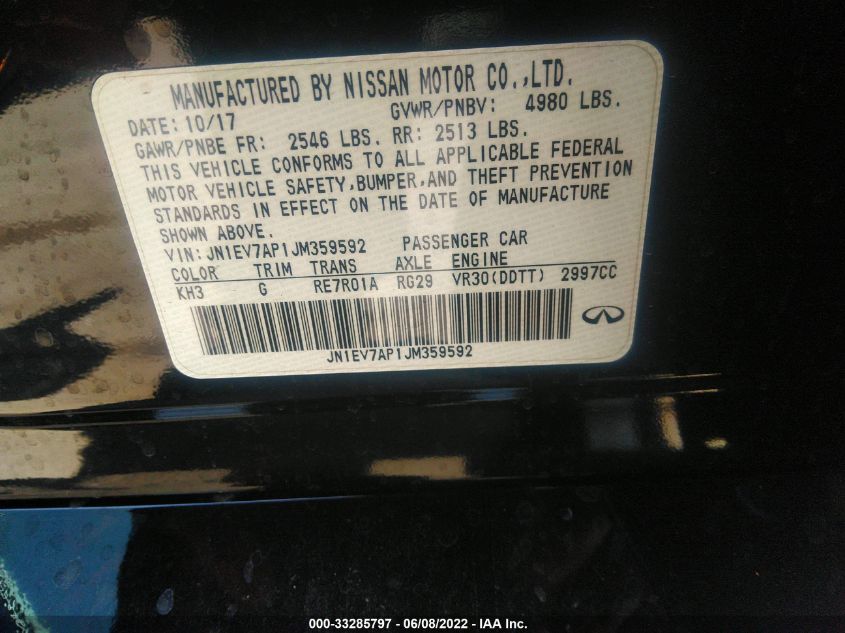 MANUFACTURED BY NISSAN MOTOR CO.,LTD.
DATE: 10/17 GVWR/PNBV: 4980 LBS.
GAWR/PNBE FR: 2546 LBS. RR: 2513 LBS.
THIS VEHICLE CONFORMS TO ALL APPLICABLE FEDERAL
MOTOR VEHICLE SAFETY,BUMPER,AND THEFT PREVENTION
STANDARDS IN EFFECT ON THE DATE OF MANUFACTURE
SHOWN ABOVE.
VIN:JN1EV7AP1JM359592 PASSENGER CAR
COLOR TRIM TRANS AXLE ENGINE
KH3 G RE7R01A RG29 VR30(DDTT) 2997CC
JN1EV7AP1JM359592
000-33285797 - 06/08/2022 - IAA Inc.